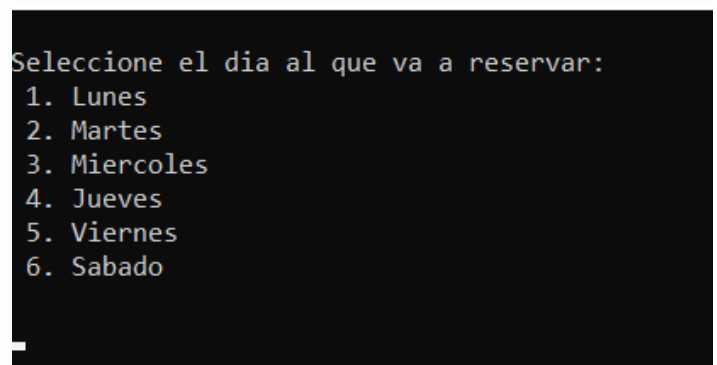 Seleccione el dia al que va a reservar:
1. Lunes
2. Martes
3. Miercoles
4. Jueves
5. Viernes
6. Sabado